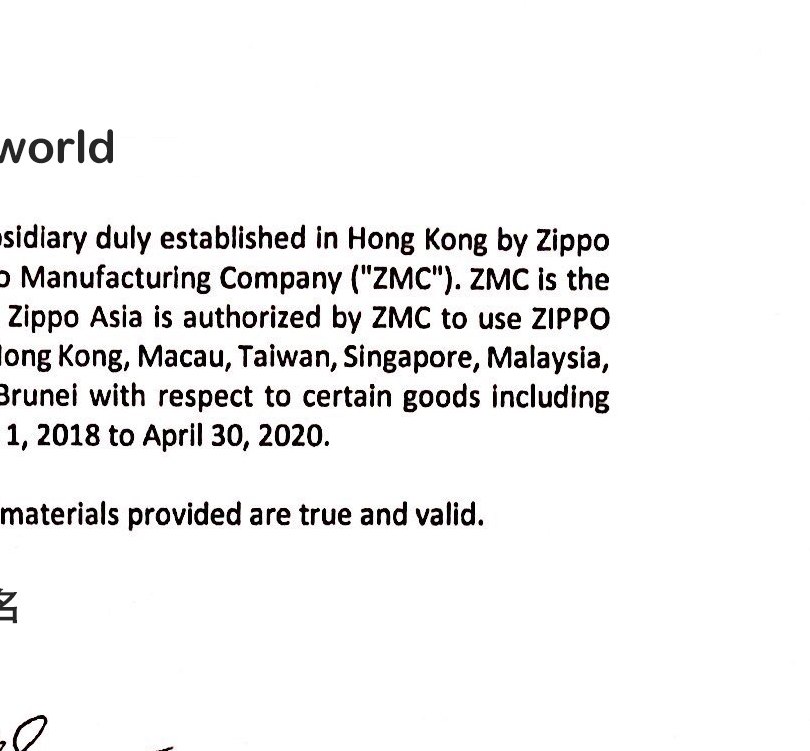 world
sidiary duly established in Hong Kong by Zippo
o Manufacturing Company ("ZMC"). ZMC is the
Zippo Asia is authorized by ZMC to use ZIPPO
ong Kong, Macau, Taiwan, Singapore, Malaysia,
Brunei with respect to certain goods including
1, 2018 to April 30, 2020.
materials provided are true and valid.
名